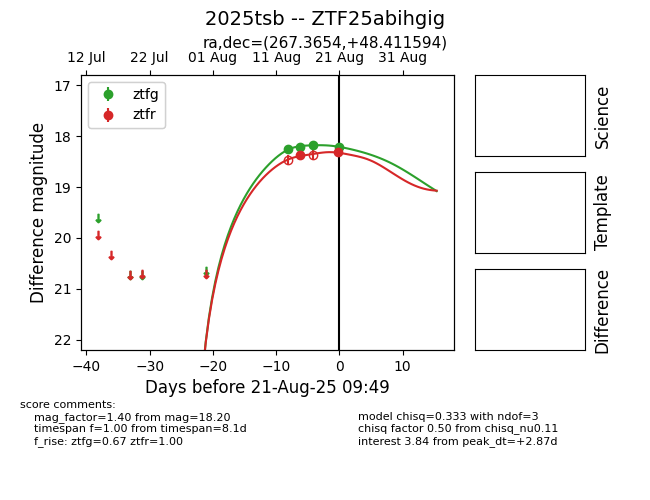 2025tsb -- ZTF25abihgig
ra,dec=(267.3654,+48.411594)
12 Jul 22 Jul 01 Aug 11 Aug 21 Aug 31 Aug
ztfg
ztfr
17
18
19
20
21
22
Difference magnitude
−40 −30 −20 −10 0 10
Days before 21-Aug-25 09:49
Science
Template
Difference
score comments:
mag_factor=1.40 from mag=18.20
timespan f=1.00 from timespan=8.1d
f_rise: ztfg=0.67 ztfr=1.00
model chisq=0.333 with ndof=3
chisq factor 0.50 from chisq_nu0.11
interest 3.84 from peak_dt=+2.87d